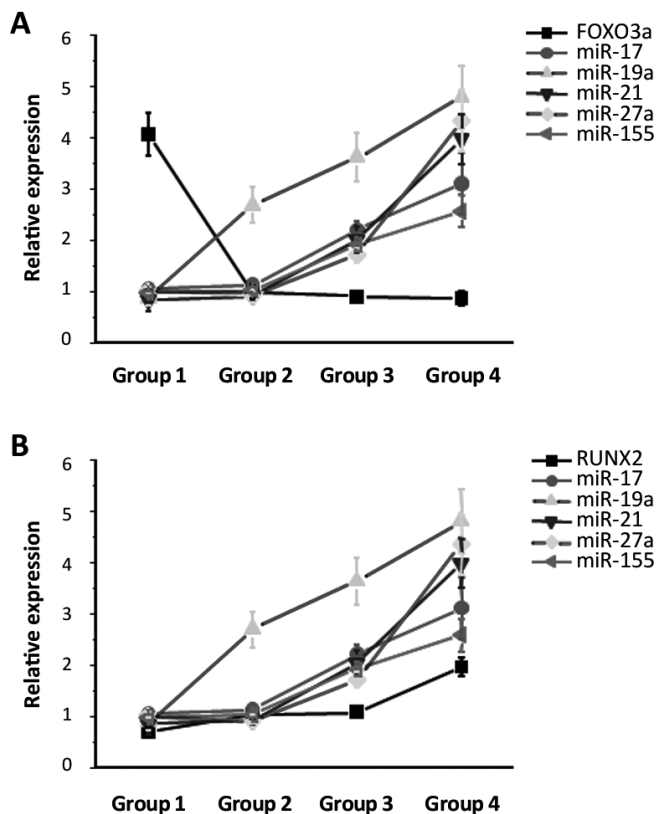 A
Relative expression
6
5
4
3
2
1
0
Group 1 Group 2 Group 3 Group 4
FOXO3a
miR-17
miR-19a
miR-21
miR-27a
miR-155
B
Relative expression
6
5
4
3
2
1
0
Group 1 Group 2 Group 3 Group 4
RUNX2
miR-17
miR-19a
miR-21
miR-27a
miR-155